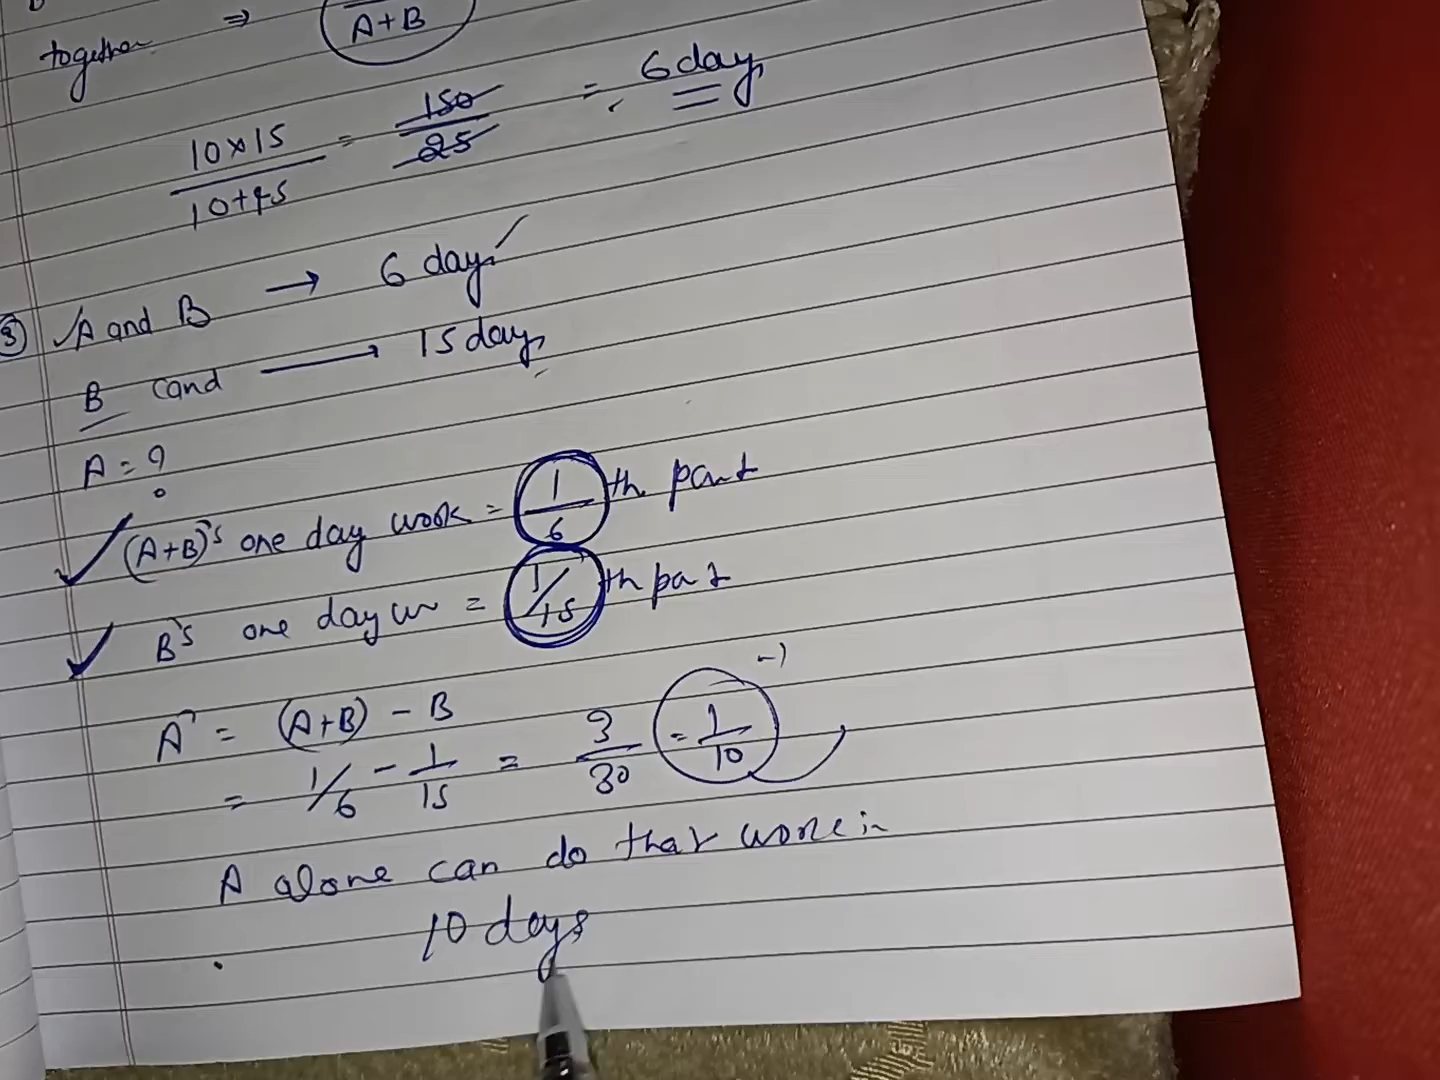 together ⇒ A+B
10×15 / 10+15 = 150 / 25 = 6 days
③ A and B → 6 days
B cand → 15 days
A = ?
(A+B)'s one day work = 1/6 th part
B's one day w = 1/15 th part
A' = (A+B) - B
= 1/6 - 1/15 = 3/30 = 1/10
A alone can do that work in
10 days